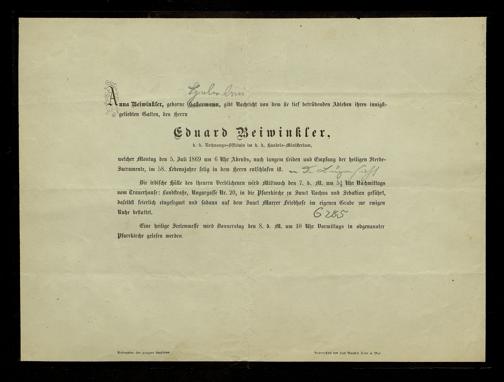 Anna Beiwinkler, geborne Gastermann, gibt Nachricht von dem sie tief betrübenden Ableben ihres innigst-
geliebten Gatten, des Herrn
Eduard Beiwinkler,
k. k. Rechnungs-Offizials im k. k. Handels-Ministerium,
welcher Montag den 5. Juli 1869 um 6 Uhr Abends, nach langem Leiden und Empfang der heiligen Sterbe-
Sakramente, im 58. Lebensjahre selig in dem Herrn entschlafen ist.
Die irdische Hülle des theuren Verblichenen wird Mittwoch den 7. d. M. um 5½ Uhr Nachmittags
vom Trauerhause: Landstraße, Ungargasse Nr. 20, in die Pfarrkirche zu Sanct Rochus und Sebastian geführt,
daselbst feierlich eingesegnet und sodann auf dem Sanct Marxer Friedhofe im eigenen Grabe zur ewigen
Ruhe bestattet.
6285
Eine heilige Seelenmesse wird Donnerstag den 8. d. M. um 10 Uhr Vormittags in obgenannter
Pfarrkirche gelesen werden.